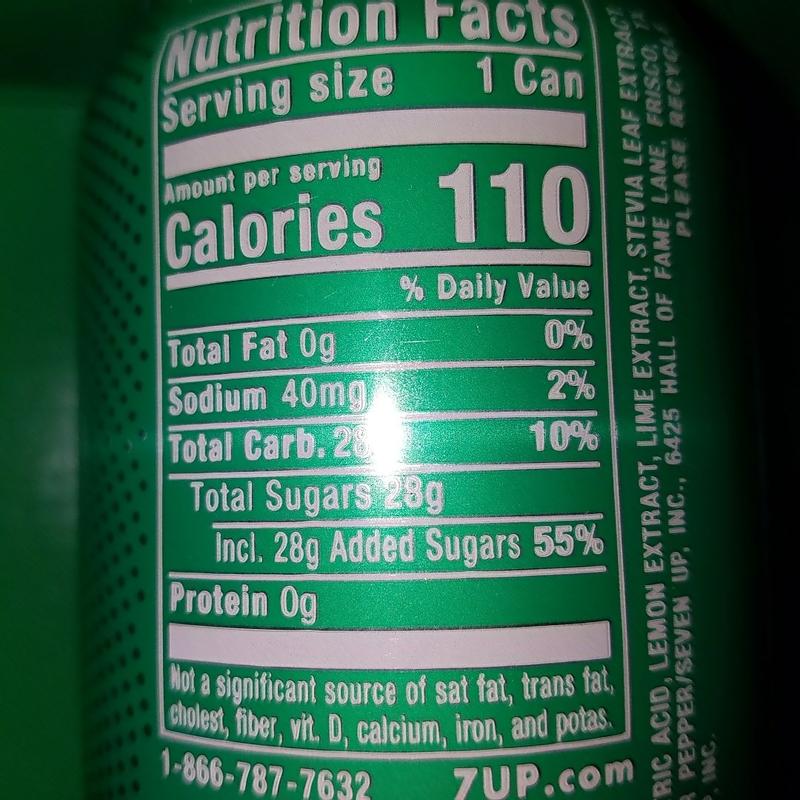 Nutrition Facts
Serving size 1 Can
Amount per serving
Calories 110
% Daily Value
Total Fat 0g 0%
Sodium 40mg 2%
Total Carb. 28 10%
Total Sugars 28g
Incl. 28g Added Sugars 55%
Protein 0g
Not a significant source of sat fat, trans fat,
cholest, fiber, vit. D, calcium, iron, and potas.
1-866-787-7632 7UP.com
ACID, LEMON EXTRACT, LIME EXTRACT, STEVIA LEAF EXTRACT
PEPPER/SEVEN UP, INC., 6425 HALL OF FAME LANE, FRISCO,
INC. PLEASE RECYCLE